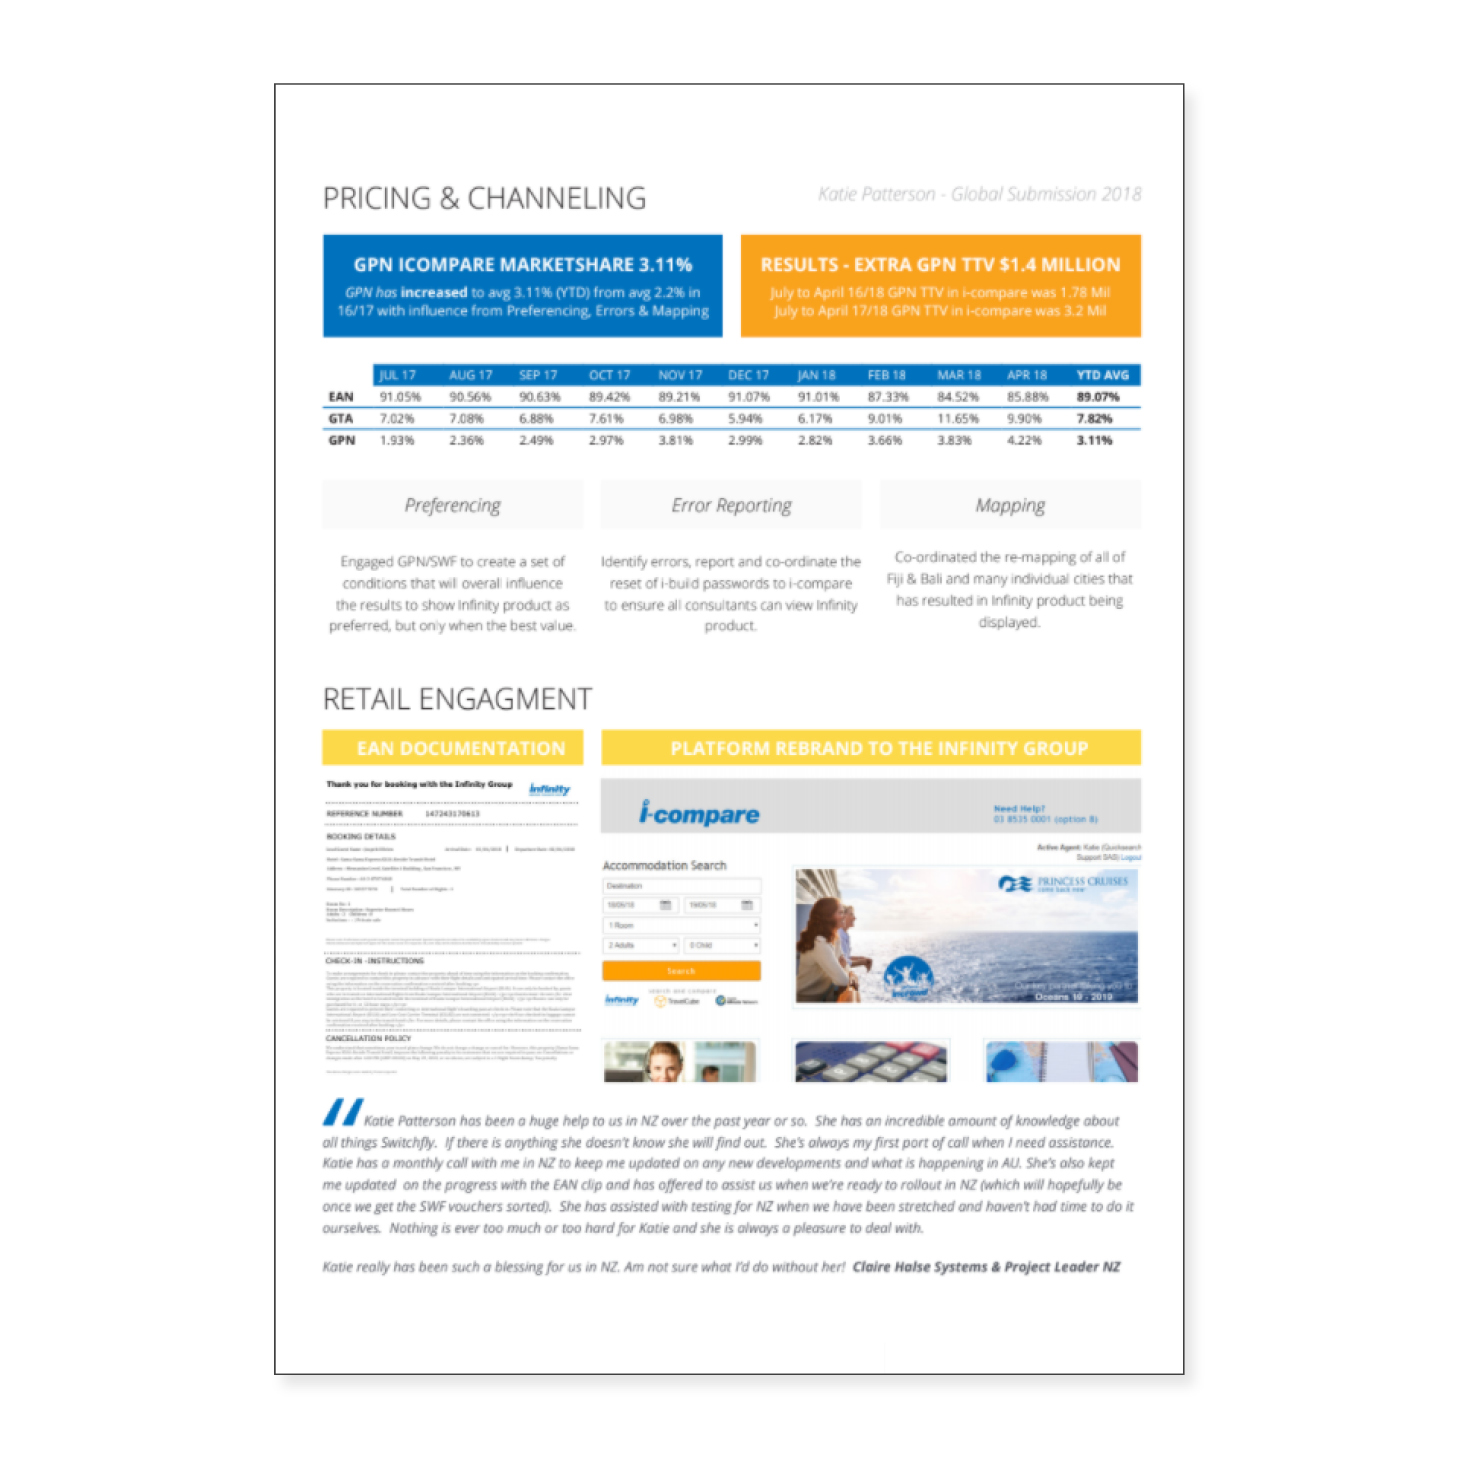 PRICING & CHANNELING
Katie Patterson - Global Submission 2018
GPN ICOMPARE MARKETSHARE 3.11%
GPN has increased to avg 3.11% (YTD) from avg 2.2% in
16/17 with influence from Preferencing, Errors & Mapping
RESULTS - EXTRA GPN TTV $1.4 MILLION
July to April 16/18 GPN TTV in i-compare was 1.78 Mil
July to April 17/18 GPN TTV in i-compare was 3.2 Mil
JUL 17 AUG 17 SEP 17 OCT 17 NOV 17 DEC 17 JAN 18 FEB 18 MAR 18 APR 18 YTD AVG
EAN 91.05% 90.56% 90.63% 89.42% 89.21% 91.07% 91.01% 87.33% 84.52% 85.88% 89.07%
GTA 7.02% 7.08% 6.88% 7.61% 6.98% 5.94% 6.17% 9.01% 11.65% 9.90% 7.82%
GPN 1.93% 2.36% 2.49% 2.97% 3.81% 2.99% 2.82% 3.66% 3.83% 4.22% 3.11%
Preferencing
Engaged GPN/SWF to create a set of
conditions that will overall influence
the results to show Infinity product as
preferred, but only when the best value.
Error Reporting
Identify errors, report and co-ordinate the
reset of i-build passwords to i-compare
to ensure all consultants can view Infinity
product.
Mapping
Co-ordinated the re-mapping of all of
Fiji & Bali and many individual cities that
has resulted in Infinity product being
displayed.
RETAIL ENGAGMENT
EAN DOCUMENTATION
Thank you for booking with the Infinity Group
infinity
REFERENCE NUMBER 147243170613
BOOKING DETAILS
CHECK-IN -INSTRUCTIONS
CANCELLATION POLICY
PLATFORM REBRAND TO THE INFINITY GROUP
i-compare
Need Help?
03 8535 0001 (option 8)
Active Agent: Katie (Quicksearch
Support SAS) Logout
Accommodation Search
Destination
19/05/18 19/05/18
1 Room
2 Adults 0 Child
Search
infinity TravelCube
PRINCESS CRUISES
come back new
Oceans 10 - 2019
Katie Patterson has been a huge help to us in NZ over the past year or so. She has an incredible amount of knowledge about
all things Switchfly. If there is anything she doesn't know she will find out. She's always my first port of call when I need assistance.
Katie has a monthly call with me in NZ to keep me updated on any new developments and what is happening in AU. She's also kept
me updated on the progress with the EAN clip and has offered to assist us when we're ready to rollout in NZ (which will hopefully be
once we get the SWF vouchers sorted). She has assisted with testing for NZ when we have been stretched and haven't had time to do it
ourselves. Nothing is ever too much or too hard for Katie and she is always a pleasure to deal with.
Katie really has been such a blessing for us in NZ. Am not sure what I'd do without her! Claire Halse Systems & Project Leader NZ